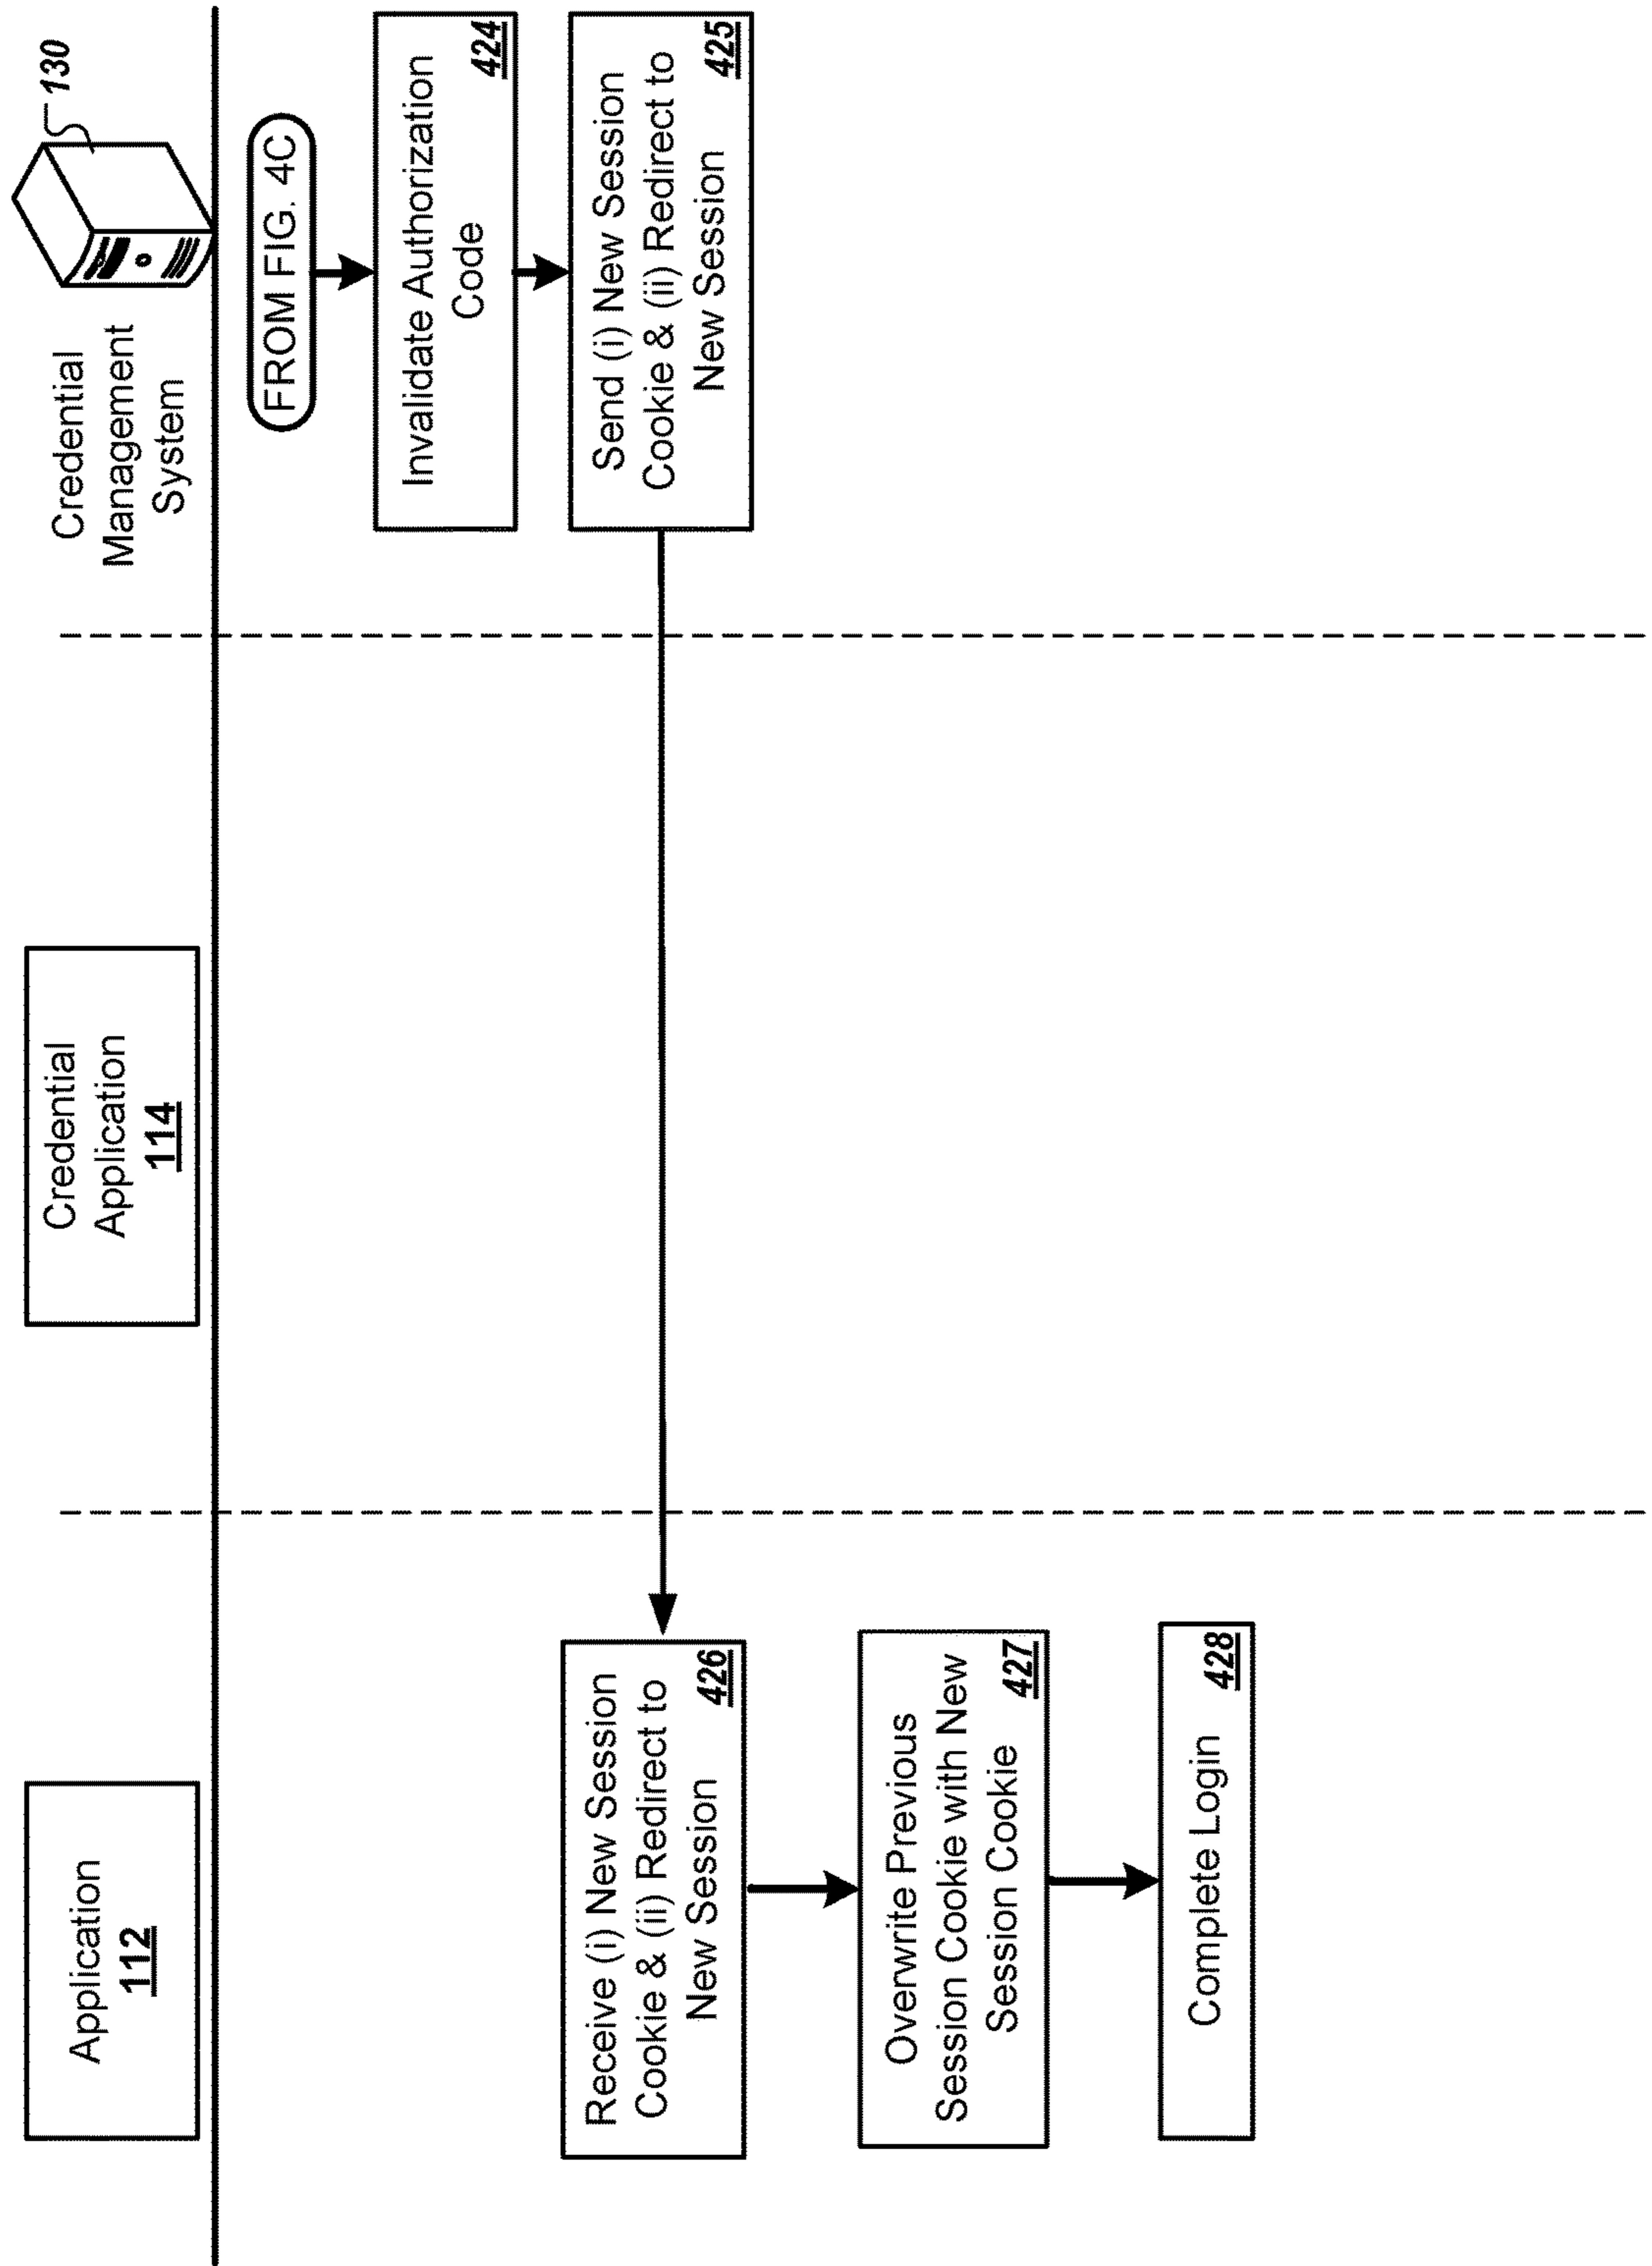 Application
112
Credential
Application
114
Credential
Management
System
130
FROM FIG. 4C
Invalidate Authorization
Code
424
Send (i) New Session
Cookie & (ii) Redirect to
New Session
425
Receive (i) New Session
Cookie & (ii) Redirect to
New Session
426
Overwrite Previous
Session Cookie with New
Session Cookie
427
Complete Login
428